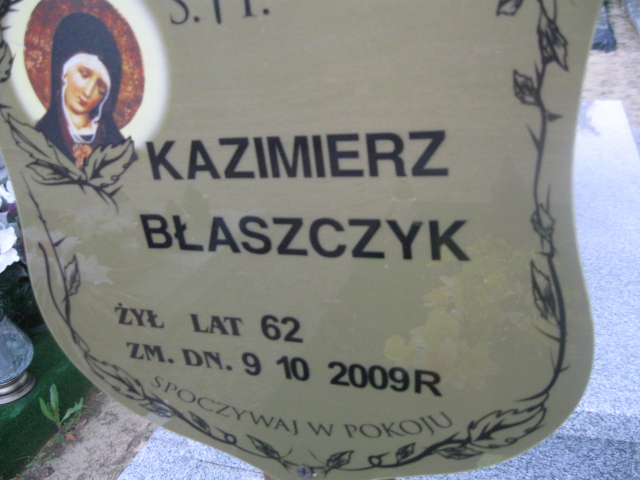 Ś.†P.
KAZIMIERZ
BŁASZCZYK
ŻYŁ LAT 62
ZM. DN. 9 10 2009R
SPOCZYWAJ W POKOJU